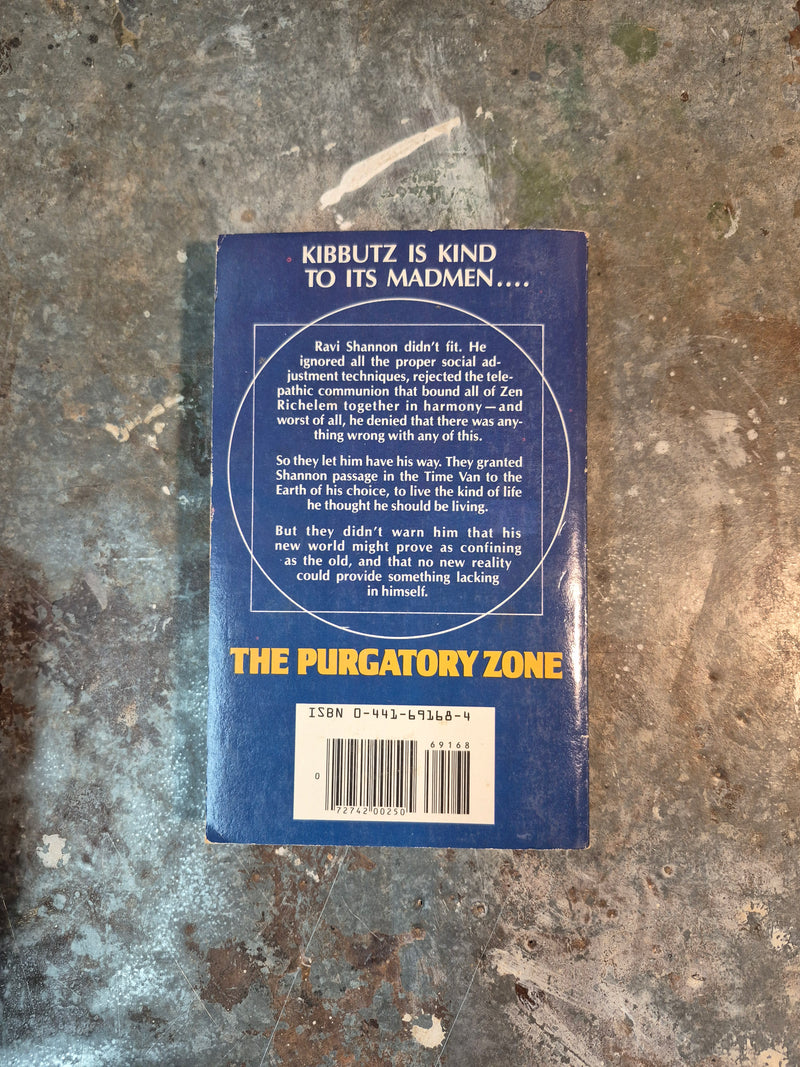 KIBBUTZ IS KIND
TO ITS MADMEN....
Ravi Shannon didn't fit. He
ignored all the proper social ad-
justment techniques, rejected the tele-
pathic communion that bound all of Zen
Richelem together in harmony—and
worst of all, he denied that there was any-
thing wrong with any of this.
So they let him have his way. They granted
Shannon passage in the Time Van to the
Earth of his choice, to live the kind of life
he thought he should be living.
But they didn't warn him that his
new world might prove as confining
as the old, and that no new reality
could provide something lacking
in himself.
THE PURGATORY ZONE
ISBN 0-441-69168-4
69168
0
72742 00250